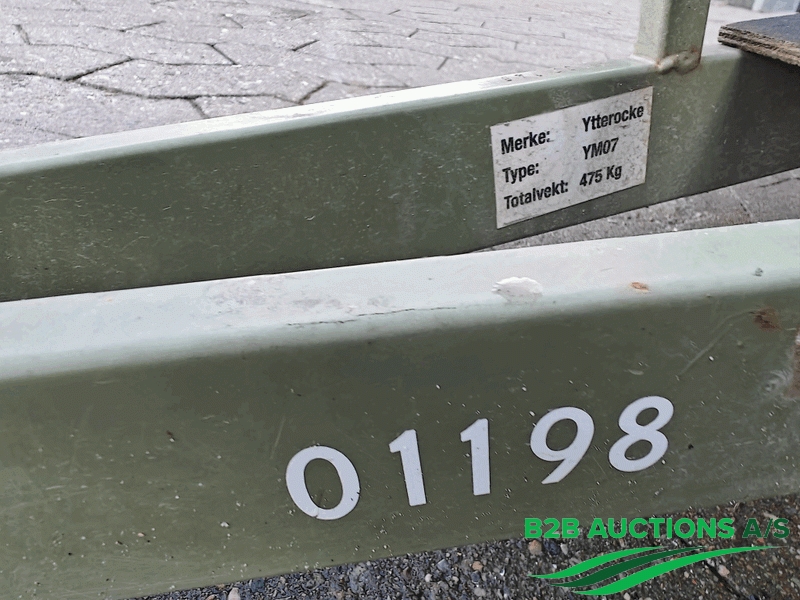 Merke: Ytterocke
Type: YM07
Totalvekt: 475 Kg
01198
B2B AUCTIONS A/S